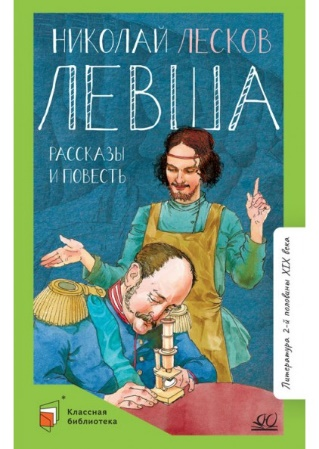 НИКОЛАЙ ЛЕСКОВ
ЛЕВША
РАССКАЗЫ
И ПОВЕСТЬ
Литература 2-й половины XIX века
Классная
библиотека